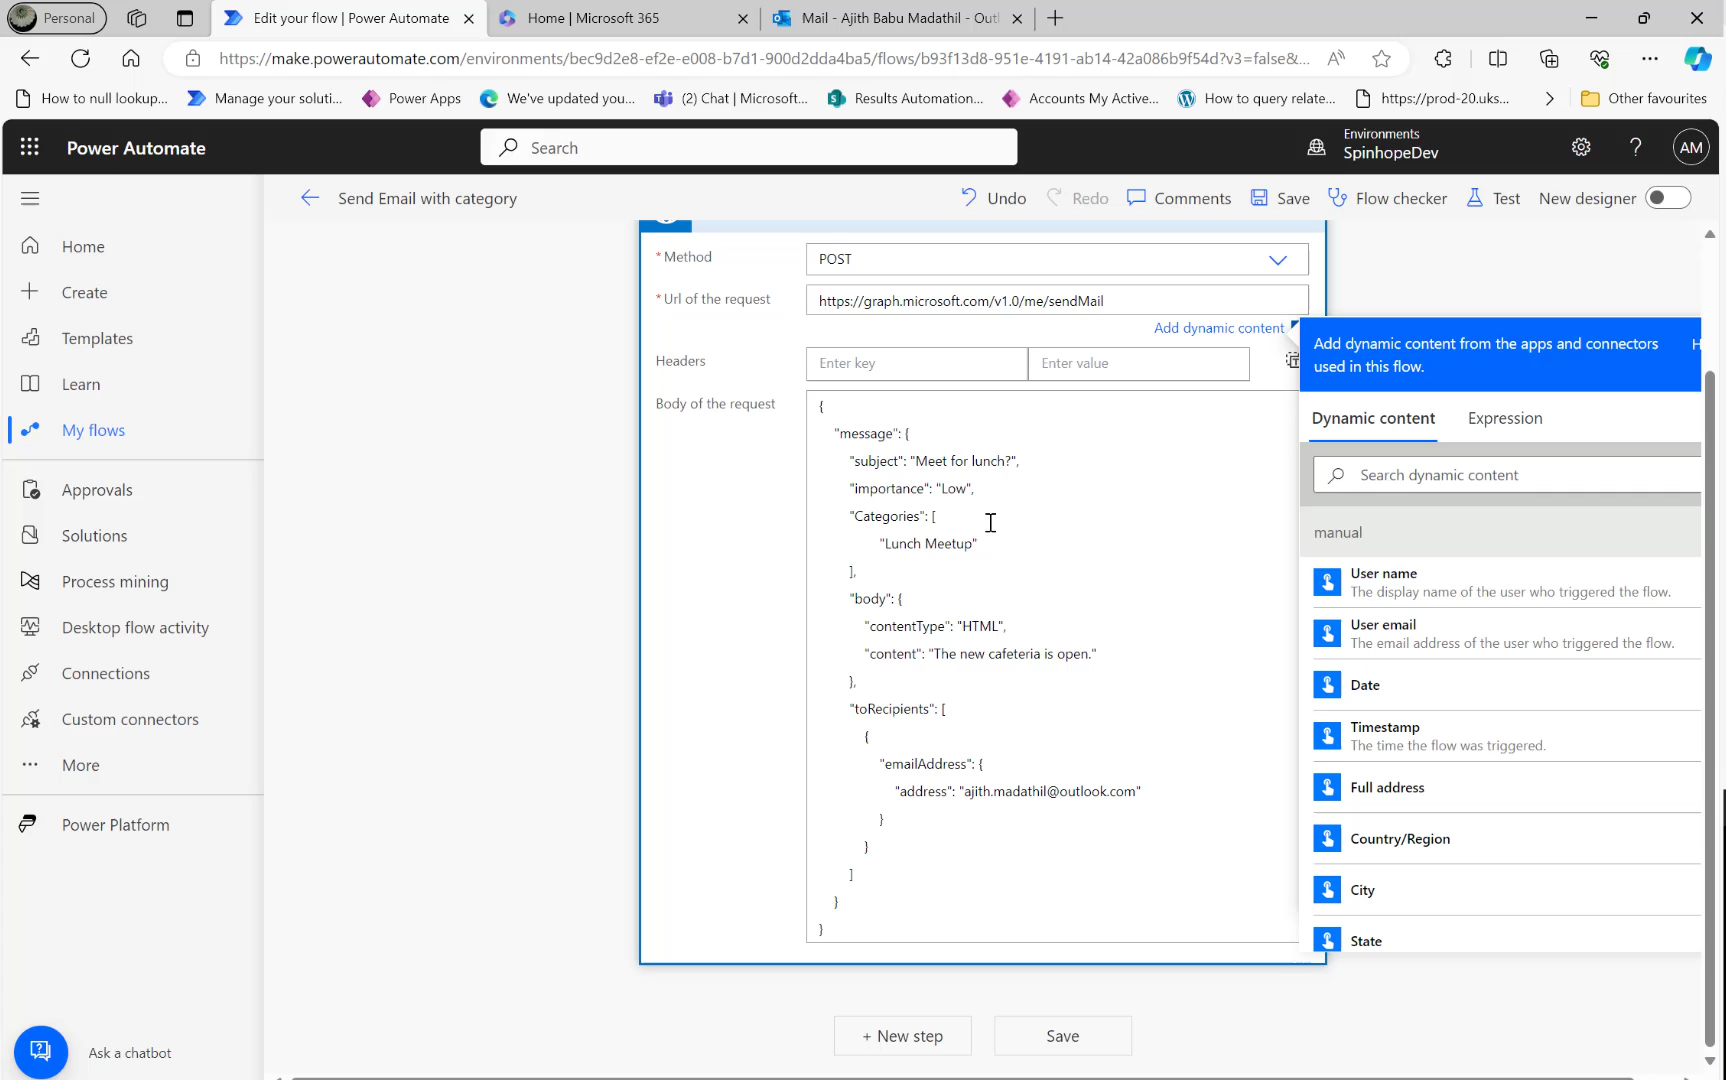 Personal
Edit your flow | Power Automate
Home | Microsoft 365
Mail - Ajith Babu Madathil - Outl
https://make.powerautomate.com/environments/bec9d2e8-ef2e-e008-b7d1-900d2dda4ba5/flows/b93f13d8-951e-4191-ab14-42a086b9f54d?v3=false&...
How to null lookup...
Manage your soluti...
Power Apps
We've updated you...
(2) Chat | Microsoft...
Results Automation...
Accounts My Active...
How to query relate...
https://prod-20.uks...
Other favourites
Power Automate
Search
Environments
SpinhopeDev
AM
Send Email with category
Undo
Redo
Comments
Save
Flow checker
Test
New designer
Home
Create
Templates
Learn
My flows
Approvals
Solutions
Process mining
Desktop flow activity
Connections
Custom connectors
More
Power Platform
Ask a chatbot
* Method
POST
* Url of the request
https://graph.microsoft.com/v1.0/me/sendMail
Add dynamic content
Headers
Enter key
Enter value
Body of the request
{
"message": {
"subject": "Meet for lunch?",
"importance": "Low",
"Categories": [
"Lunch Meetup"
],
"body": {
"contentType": "HTML",
"content": "The new cafeteria is open."
},
"toRecipients": [
{
"emailAddress": {
"address": "ajith.madathil@outlook.com"
}
}
]
}
}
+ New step
Save
Add dynamic content from the apps and connectors
used in this flow.
H
Dynamic content
Expression
Search dynamic content
manual
User name
The display name of the user who triggered the flow.
User email
The email address of the user who triggered the flow.
Date
Timestamp
The time the flow was triggered.
Full address
Country/Region
City
State